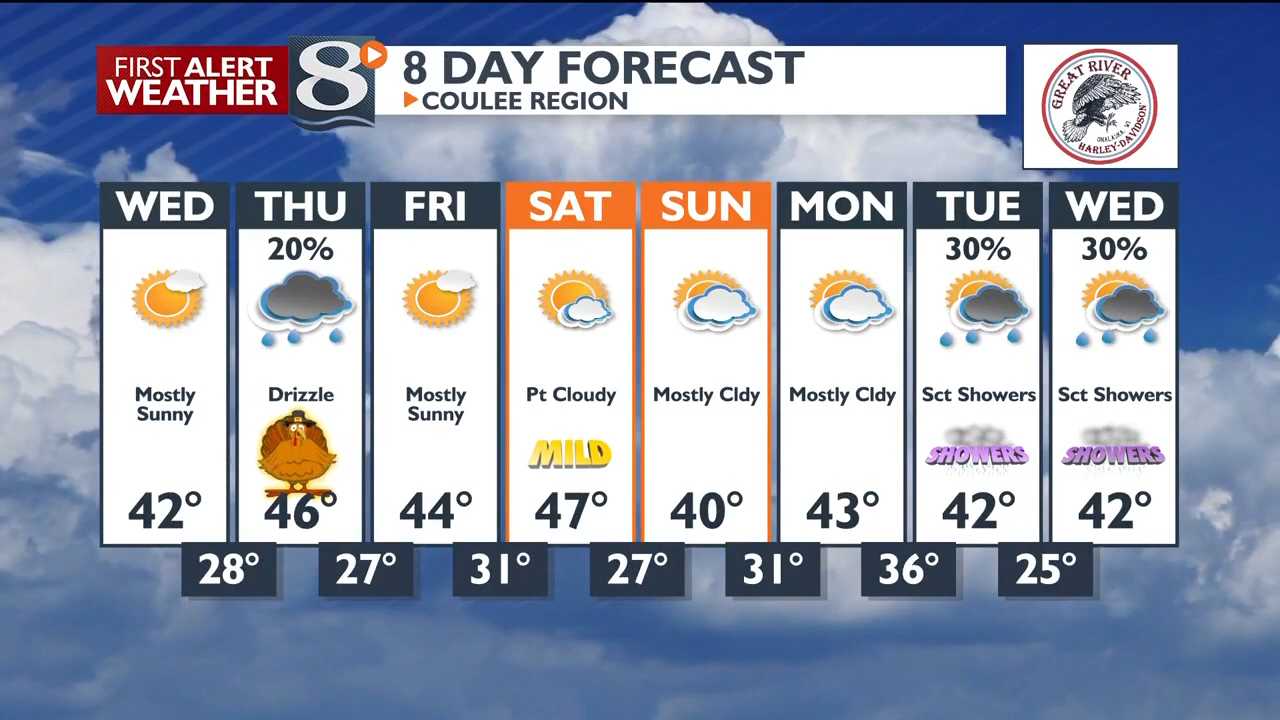 FIRST ALERT
WEATHER
8
8 DAY FORECAST
COULEE REGION
GREAT RIVER
ONALASKA, WI
HARLEY-DAVIDSON
WED THU FRI SAT SUN MON TUE WED
20% 30% 30%
Mostly Sunny
Drizzle
Mostly Sunny
Pt Cloudy
Mostly Cldy
Mostly Cldy
Sct Showers
Sct Showers
MILD
SHOWERS
SHOWERS
42° 46° 44° 47° 40° 43° 42° 42°
28° 27° 31° 27° 31° 36° 25°